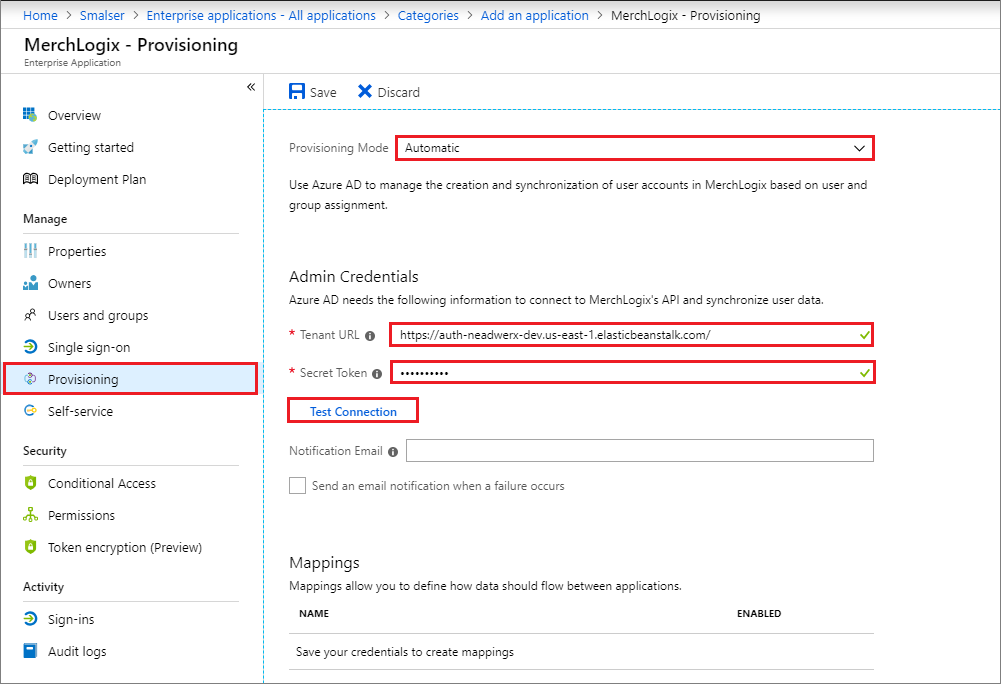 Home > Smalser > Enterprise applications - All applications > Categories > Add an application > MerchLogix - Provisioning
MerchLogix - Provisioning
Enterprise Application
«
Overview
Getting started
Deployment Plan
Manage
Properties
Owners
Users and groups
Single sign-on
Provisioning
Self-service
Security
Conditional Access
Permissions
Token encryption (Preview)
Activity
Sign-ins
Audit logs
Save Discard
Provisioning Mode Automatic
Use Azure AD to manage the creation and synchronization of user accounts in MerchLogix based on user and
group assignment.
Admin Credentials
Azure AD needs the following information to connect to MerchLogix's API and synchronize user data.
* Tenant URL https://auth-neadwerx-dev.us-east-1.elasticbeanstalk.com/
* Secret Token ••••••••••
Test Connection
Notification Email
Send an email notification when a failure occurs
Mappings
Mappings allow you to define how data should flow between applications.
NAME ENABLED
Save your credentials to create mappings